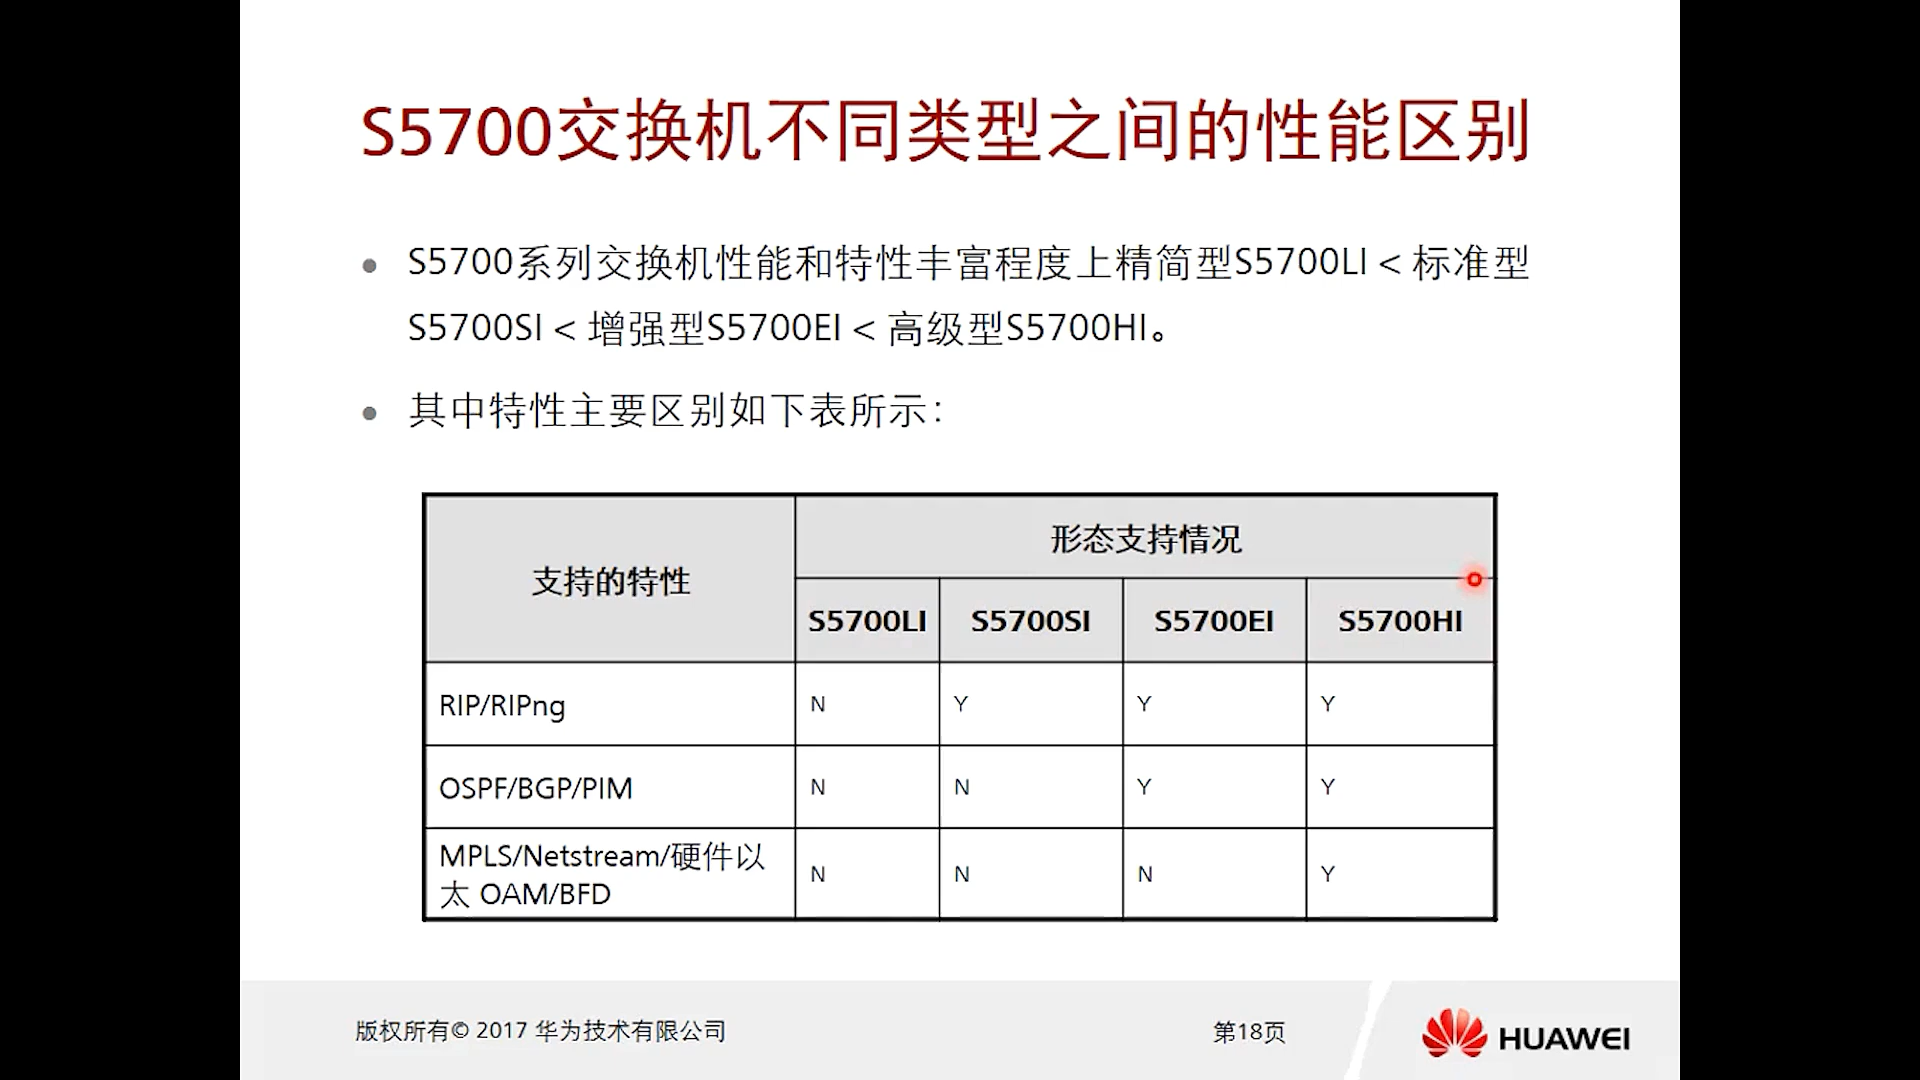 S5700交换机不同类型之间的性能区别
S5700系列交换机性能和特性丰富程度上精简型S5700LI < 标准型
S5700SI < 增强型S5700EI < 高级型S5700HI。
其中特性主要区别如下表所示：
支持的特性 形态支持情况
S5700LI S5700SI S5700EI S5700HI
RIP/RIPng N Y Y Y
OSPF/BGP/PIM N N Y Y
MPLS/Netstream/硬件以
太 OAM/BFD N N N Y
版权所有© 2017 华为技术有限公司 第18页 HUAWEI